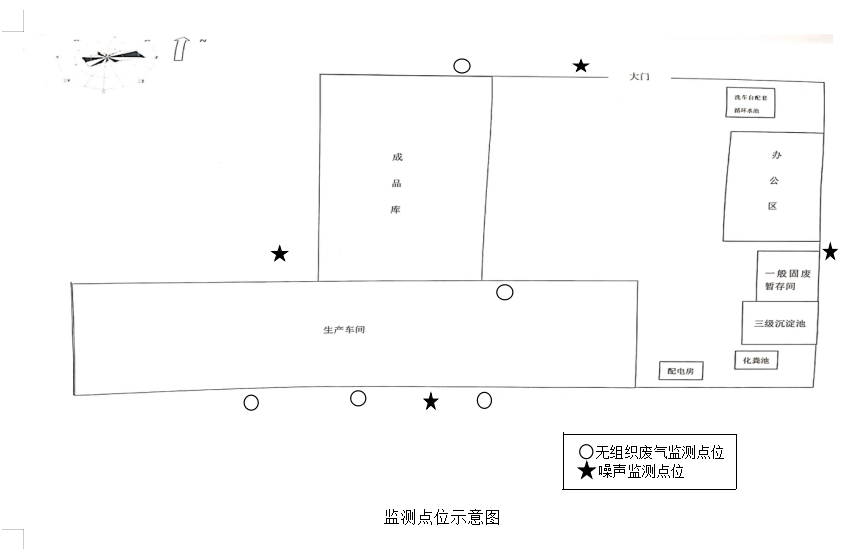 N
大门
洗车台配套
循环水池
成
品
库
办
公
区
一般固废
暂存间
三级沉淀池
生产车间
化粪池
配电房
无组织废气监测点位
噪声监测点位
监测点位示意图